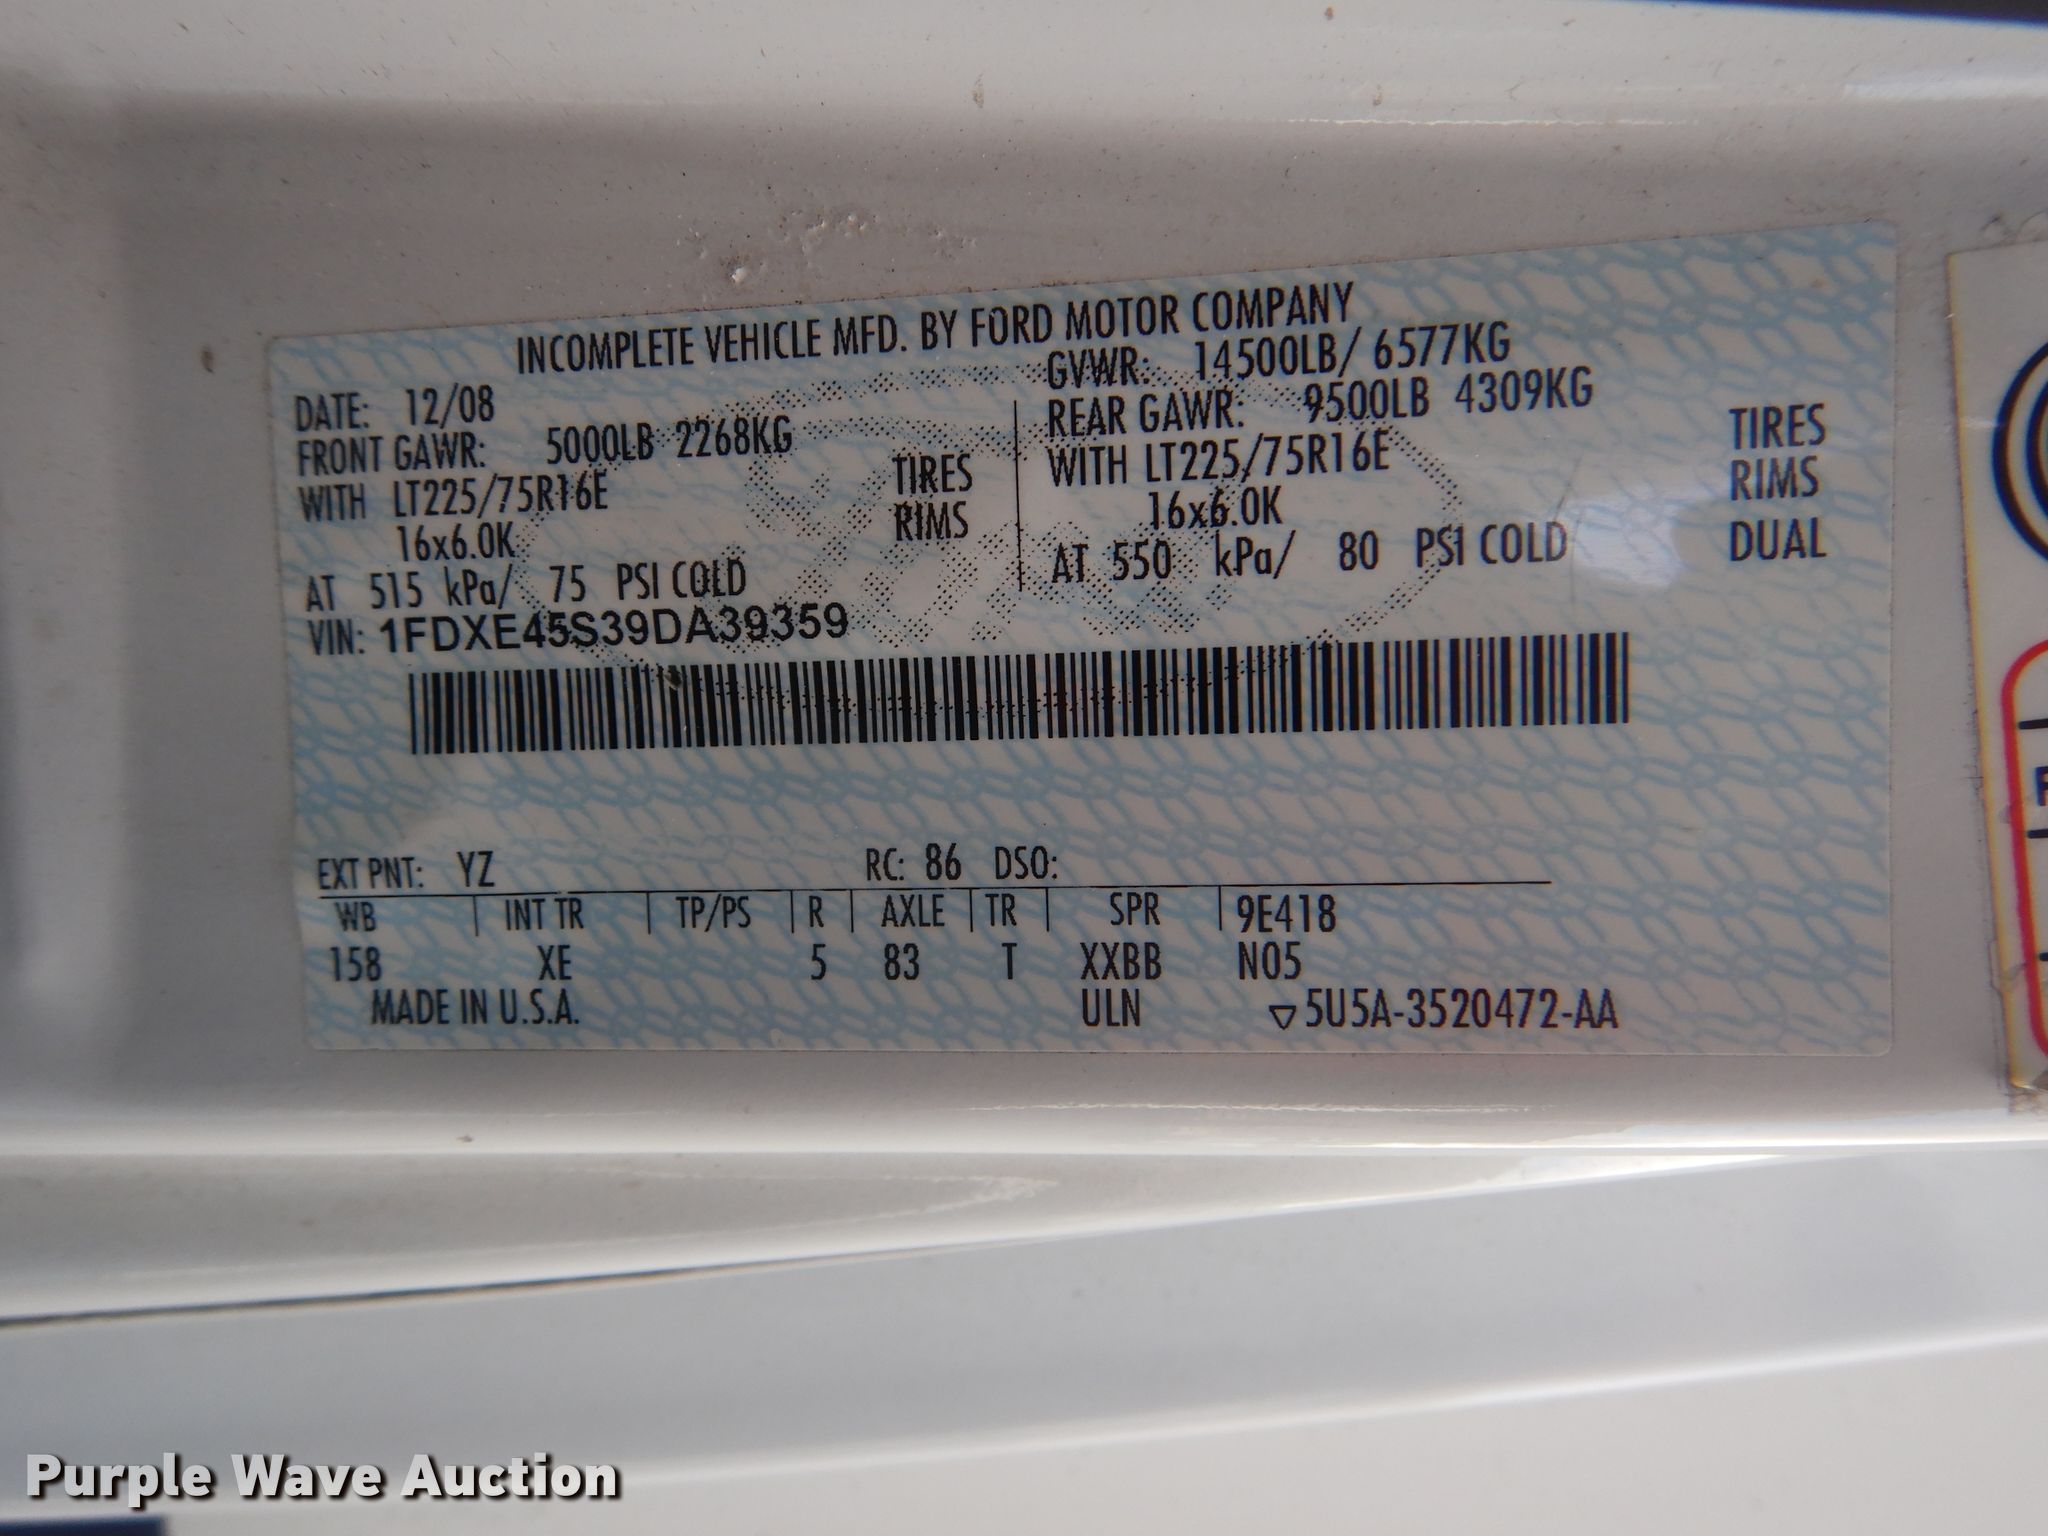 INCOMPLETE VEHICLE MFD. BY FORD MOTOR COMPANY
DATE: 12/08
GVWR: 14500LB/ 6577KG
FRONT GAWR: 5000LB 2268KG
REAR GAWR: 9500LB 4309KG
WITH LT225/75R16E TIRES
WITH LT225/75R16E TIRES
16x6.0K RIMS
16x6.0K RIMS
AT 515 kPa/ 75 PSI COLD
AT 550 kPa/ 80 PSI COLD DUAL
VIN: 1FDXE45S39DA39359
EXT PNT: YZ RC: 86 DSO:
WB | INT TR | TP/PS | R | AXLE | TR | SPR | 9E418
158 XE 5 83 T XXBB N05
MADE IN U.S.A. ULN ▽5U5A-3520472-AA
Purple Wave Auction